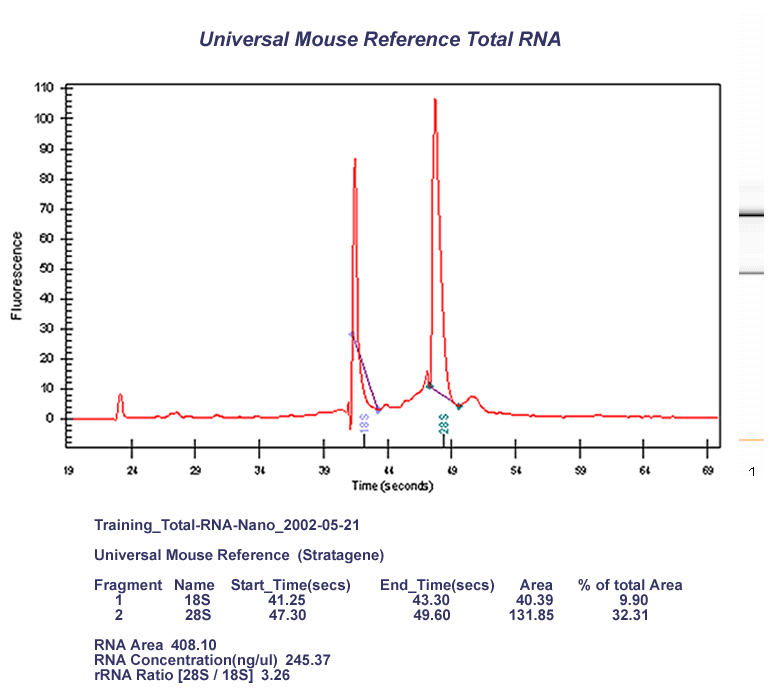 Universal Mouse Reference Total RNA
110
100
90
80
70
60
50
40
30
20
10
0
Fluorescence
18S
28S
19 24 29 34 39 44 49 54 59 64 69
Time (seconds)
1
Training_Total-RNA-Nano_2002-05-21
Universal Mouse Reference (Stratagene)
Fragment Name Start_Time(secs) End_Time(secs) Area % of total Area
1 18S 41.25 43.30 40.39 9.90
2 28S 47.30 49.60 131.85 32.31
RNA Area 408.10
RNA Concentration(ng/ul) 245.37
rRNA Ratio [28S / 18S] 3.26